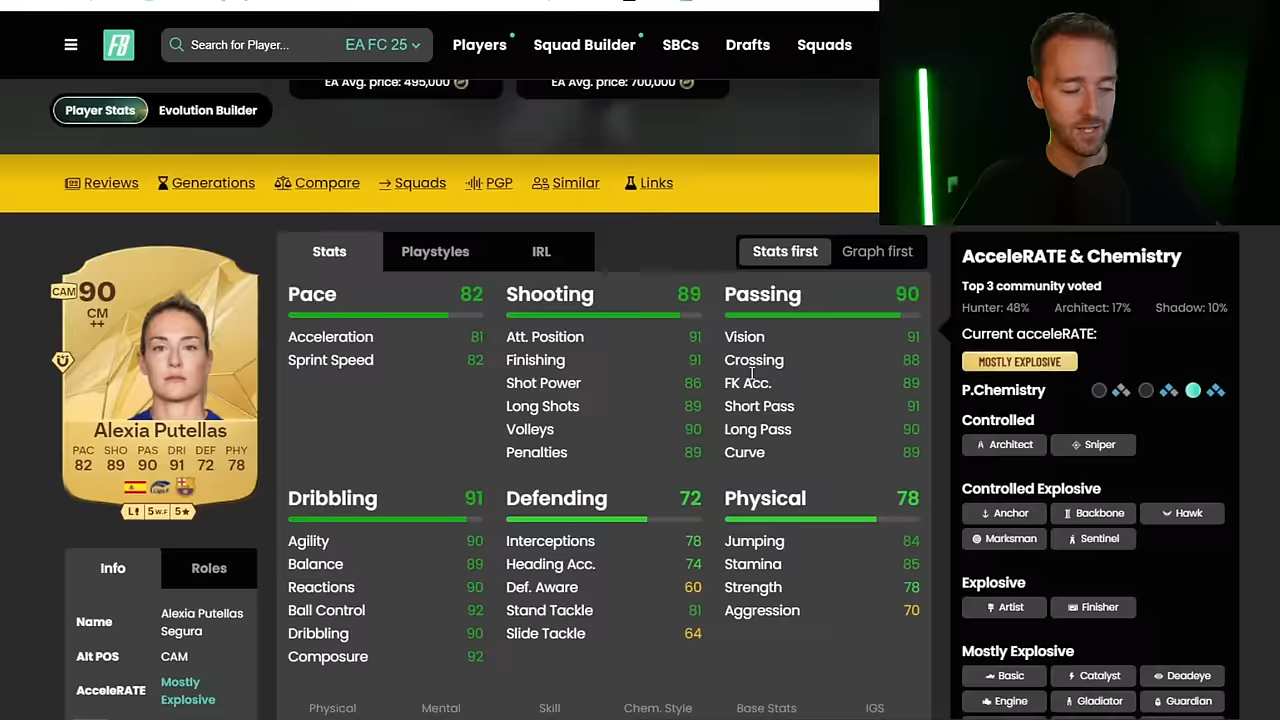 FB
Search for Player...
EA FC 25
Players
Squad Builder
SBCs
Drafts
Squads
EA Avg. price: 495,000
EA Avg. price: 700,000
Player Stats
Evolution Builder
Reviews
Generations
Compare
Squads
PGP
Similar
Links
CAM
90
CM
++
Alexia Putellas
PAC SHO PAS DRI DEF PHY
82 89 90 91 72 78
5 W.F
5★
Info
Roles
Name
Alexia Putellas
Segura
Alt POS
CAM
AcceleRATE
Mostly
Explosive
Stats
Playstyles
IRL
Stats first
Graph first
Pace 82
Acceleration 81
Sprint Speed 82
Shooting 89
Att. Position 91
Finishing 91
Shot Power 86
Long Shots 89
Volleys 90
Penalties 89
Passing 90
Vision 91
Crossing 88
FK Acc. 89
Short Pass 91
Long Pass 90
Curve 89
Dribbling 91
Agility 90
Balance 89
Reactions 90
Ball Control 92
Dribbling 90
Composure 92
Defending 72
Interceptions 78
Heading Acc. 74
Def. Aware 60
Stand Tackle 81
Slide Tackle 64
Physical 78
Jumping 84
Stamina 85
Strength 78
Aggression 70
Physical
Mental
Skill
Chem. Style
Base Stats
IGS
AcceleRATE & Chemistry
Top 3 community voted
Hunter: 48%
Architect: 17%
Shadow: 10%
Current acceleRATE:
MOSTLY EXPLOSIVE
P.Chemistry
Controlled
Architect
Sniper
Controlled Explosive
Anchor
Backbone
Hawk
Marksman
Sentinel
Explosive
Artist
Finisher
Mostly Explosive
Basic
Catalyst
Deadeye
Engine
Gladiator
Guardian